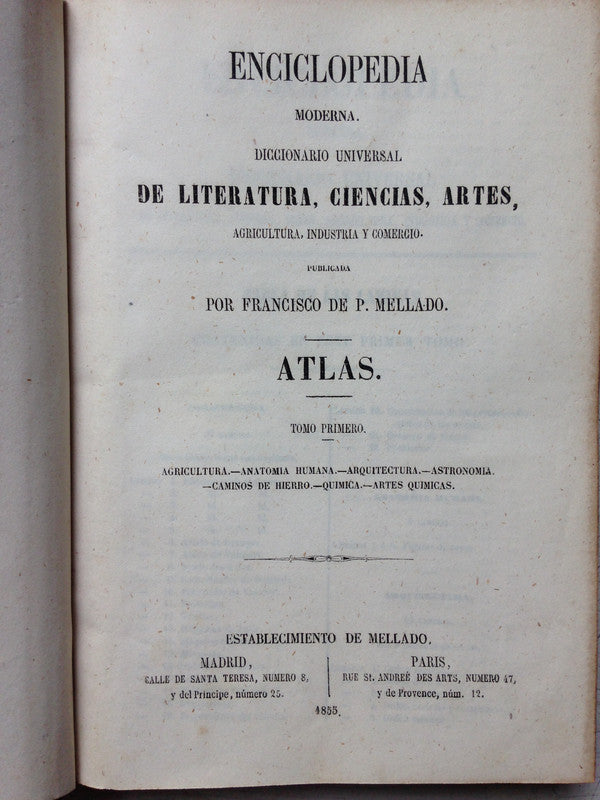 ENCICLOPEDIA
MODERNA.
DICCIONARIO UNIVERSAL
DE LITERATURA, CIENCIAS, ARTES,
AGRICULTURA, INDUSTRIA Y COMERCIO.
PUBLICADA
POR FRANCISCO DE P. MELLADO.
ATLAS.
TOMO PRIMERO.
AGRICULTURA.—ANATOMIA HUMANA.—ARQUITECTURA.—ASTRONOMIA.
—CAMINOS DE HIERRO.—QUIMICA.—ARTES QUIMICAS.
ESTABLECIMIENTO DE MELLADO.
MADRID,
CALLE DE SANTA TERESA, NUMERO 8,
y del Principe, número 25.
PARIS,
RUE St. ANDREÉ DES ARTS, NUMERO 47,
y de Provence, núm. 12.
1855.